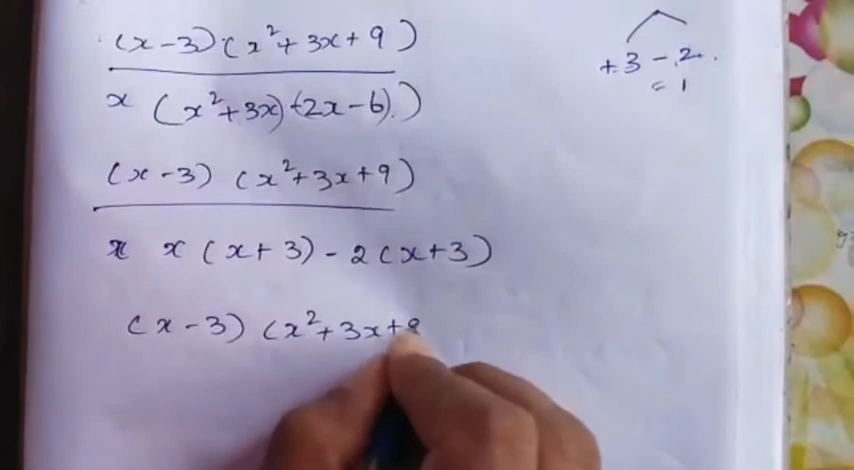 (x-3)(x²+3x+9)
x (x²+3x)(-2x-6))
+3 -2
= 1
(x-3) (x²+3x+9)
x x(x+3)-2(x+3)
(x-3) (x²+3x+9